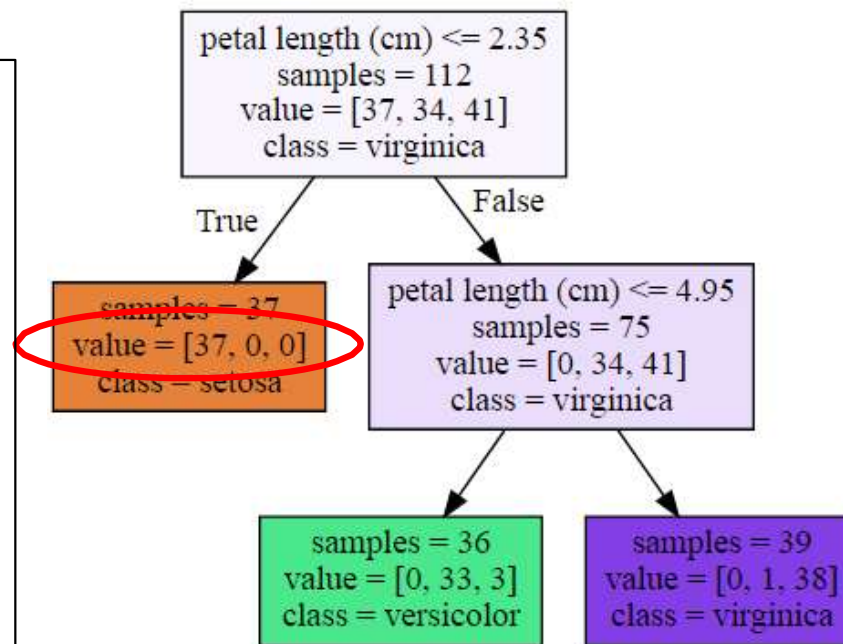 petal length (cm) <= 2.35
samples = 112
value = [37, 34, 41]
class = virginica
True
False
samples = 37
value = [37, 0, 0]
class = setosa
petal length (cm) <= 4.95
samples = 75
value = [0, 34, 41]
class = virginica
samples = 36
value = [0, 33, 3]
class = versicolor
samples = 39
value = [0, 1, 38]
class = virginica